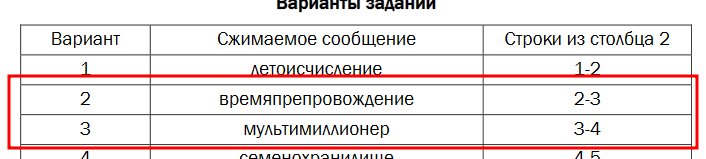 Варианты заданий
Вариант Сжимаемое сообщение Строки из столбца 2
1 летоисчисление 1-2
2 времяпрепровождение 2-3
3 мультимиллионер 3-4
4 семенохранилище 4-5